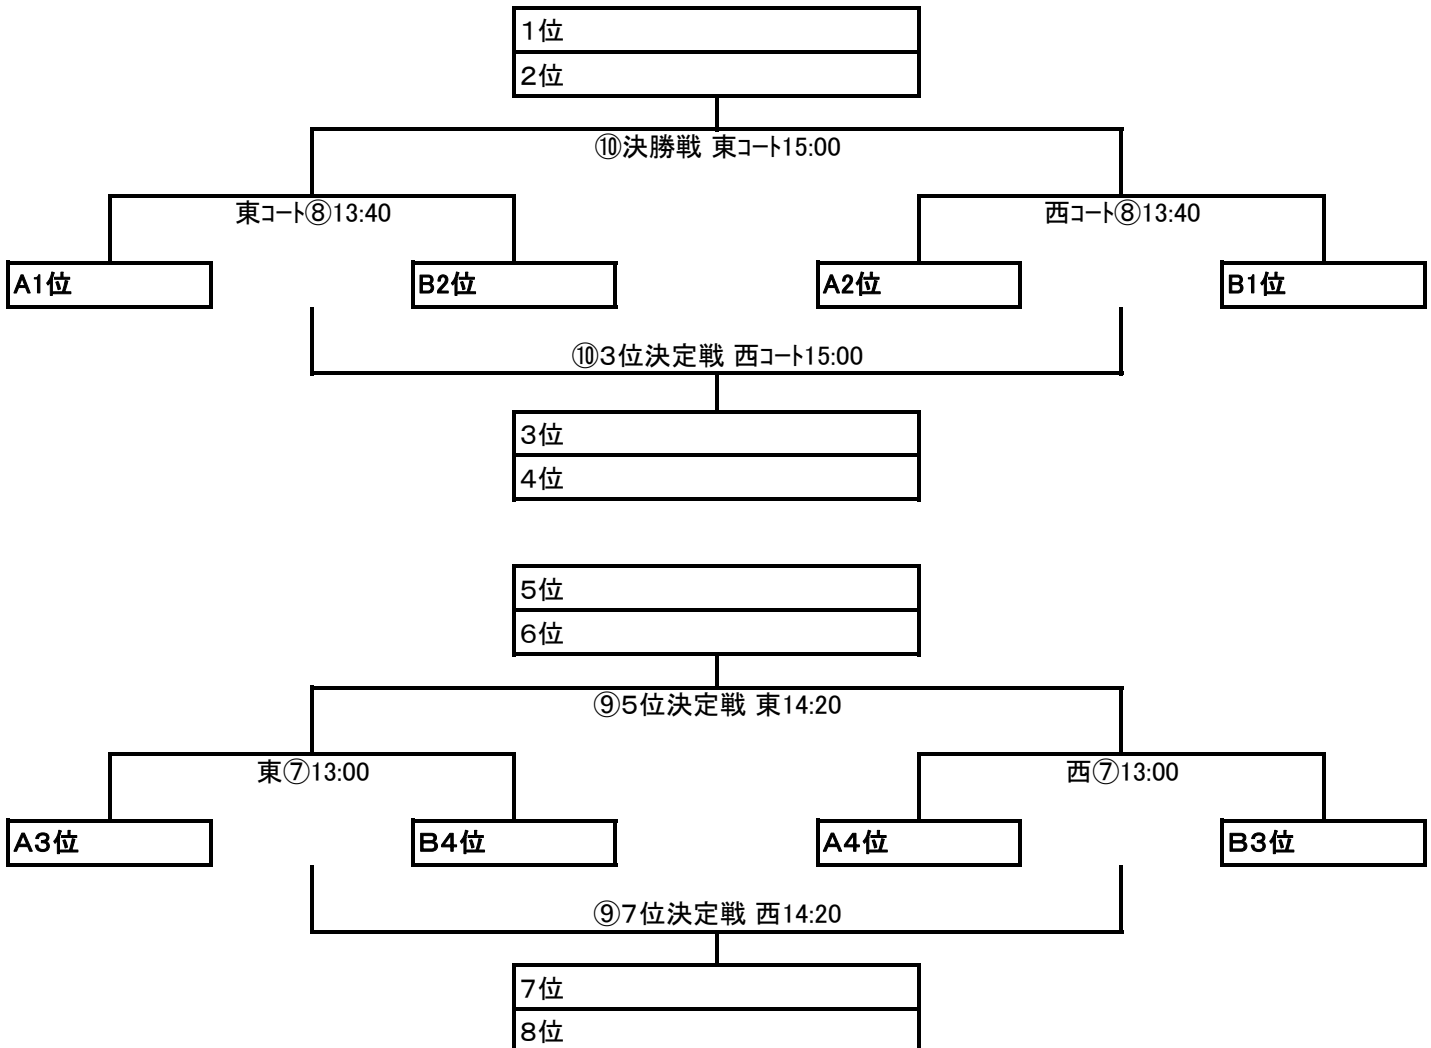 １位
２位
⑩決勝戦 東ｺｰﾄ15:00
東ｺｰﾄ⑧13:40
西ｺｰﾄ⑧13:40
A1位
B2位
A2位
B1位
⑩３位決定戦 西ｺｰﾄ15:00
３位
４位
５位
６位
⑨５位決定戦 東14:20
東⑦13:00
西⑦13:00
A３位
B４位
A４位
B３位
⑨７位決定戦 西14:20
７位
８位